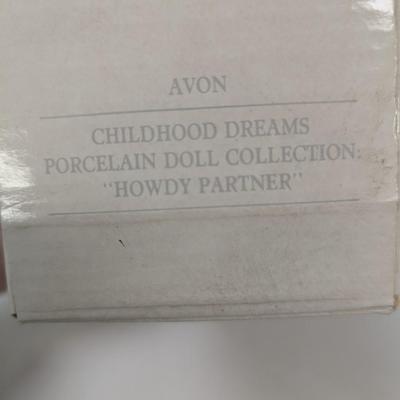 AVON
CHILDHOOD DREAMS
PORCELAIN DOLL COLLECTION:
"HOWDY PARTNER"